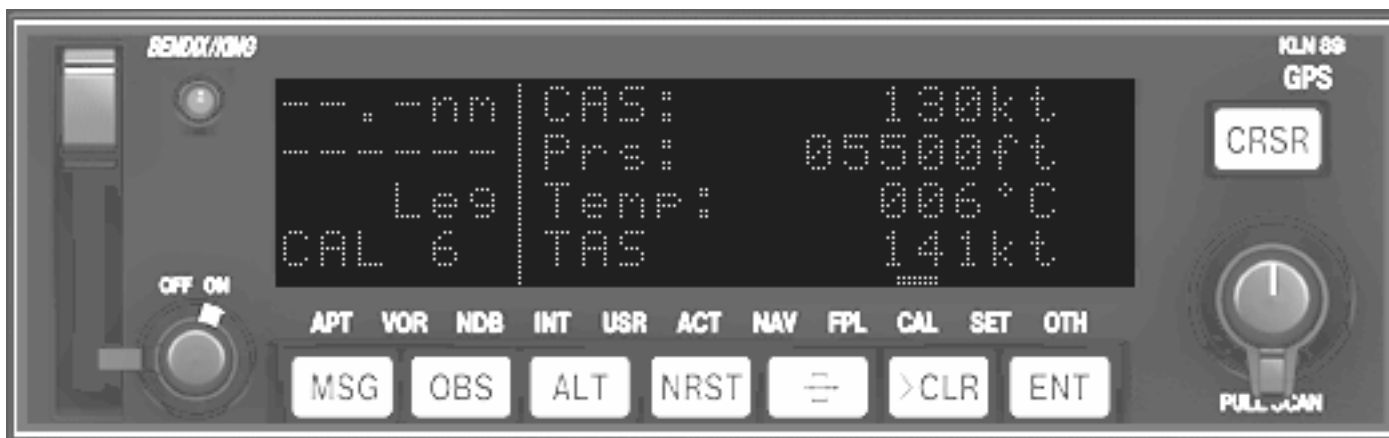 BENDIX/KING
KLN 89
GPS
--.-nm CAS: 130kt
------ Prs: 05500ft
Leg Temp: 006°C
CAL 6 TAS 141kt
CRSR
OFF ON
APT VOR NDB INT USR ACT NAV FPL CAL SET OTH
MSG OBS ALT NRST >CLR ENT
PULL SCAN